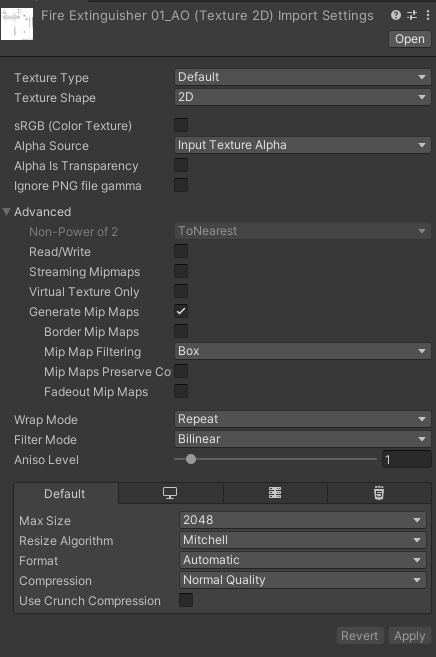 Fire Extinguisher 01_AO (Texture 2D) Import Settings
Open
Texture Type Default
Texture Shape 2D
sRGB (Color Texture)
Alpha Source Input Texture Alpha
Alpha Is Transparency
Ignore PNG file gamma
Advanced
Non-Power of 2 ToNearest
Read/Write
Streaming Mipmaps
Virtual Texture Only
Generate Mip Maps
Border Mip Maps
Mip Map Filtering Box
Mip Maps Preserve Co
Fadeout Mip Maps
Wrap Mode Repeat
Filter Mode Bilinear
Aniso Level 1
Default
Max Size 2048
Resize Algorithm Mitchell
Format Automatic
Compression Normal Quality
Use Crunch Compression
Revert Apply